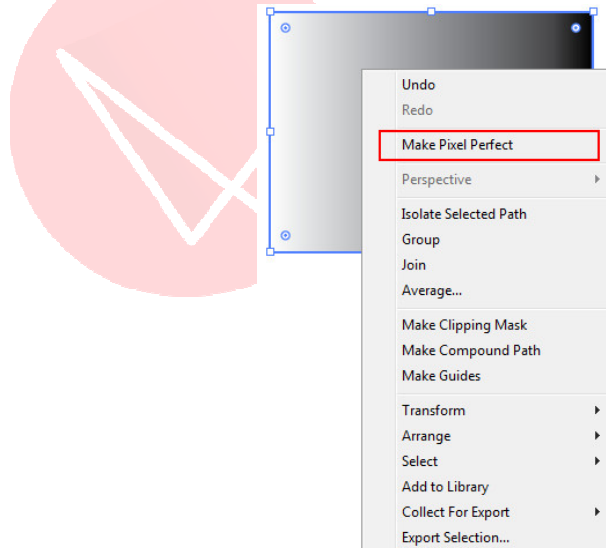 Undo
Redo
Make Pixel Perfect
Perspective
Isolate Selected Path
Group
Join
Average...
Make Clipping Mask
Make Compound Path
Make Guides
Transform
Arrange
Select
Add to Library
Collect For Export
Export Selection...